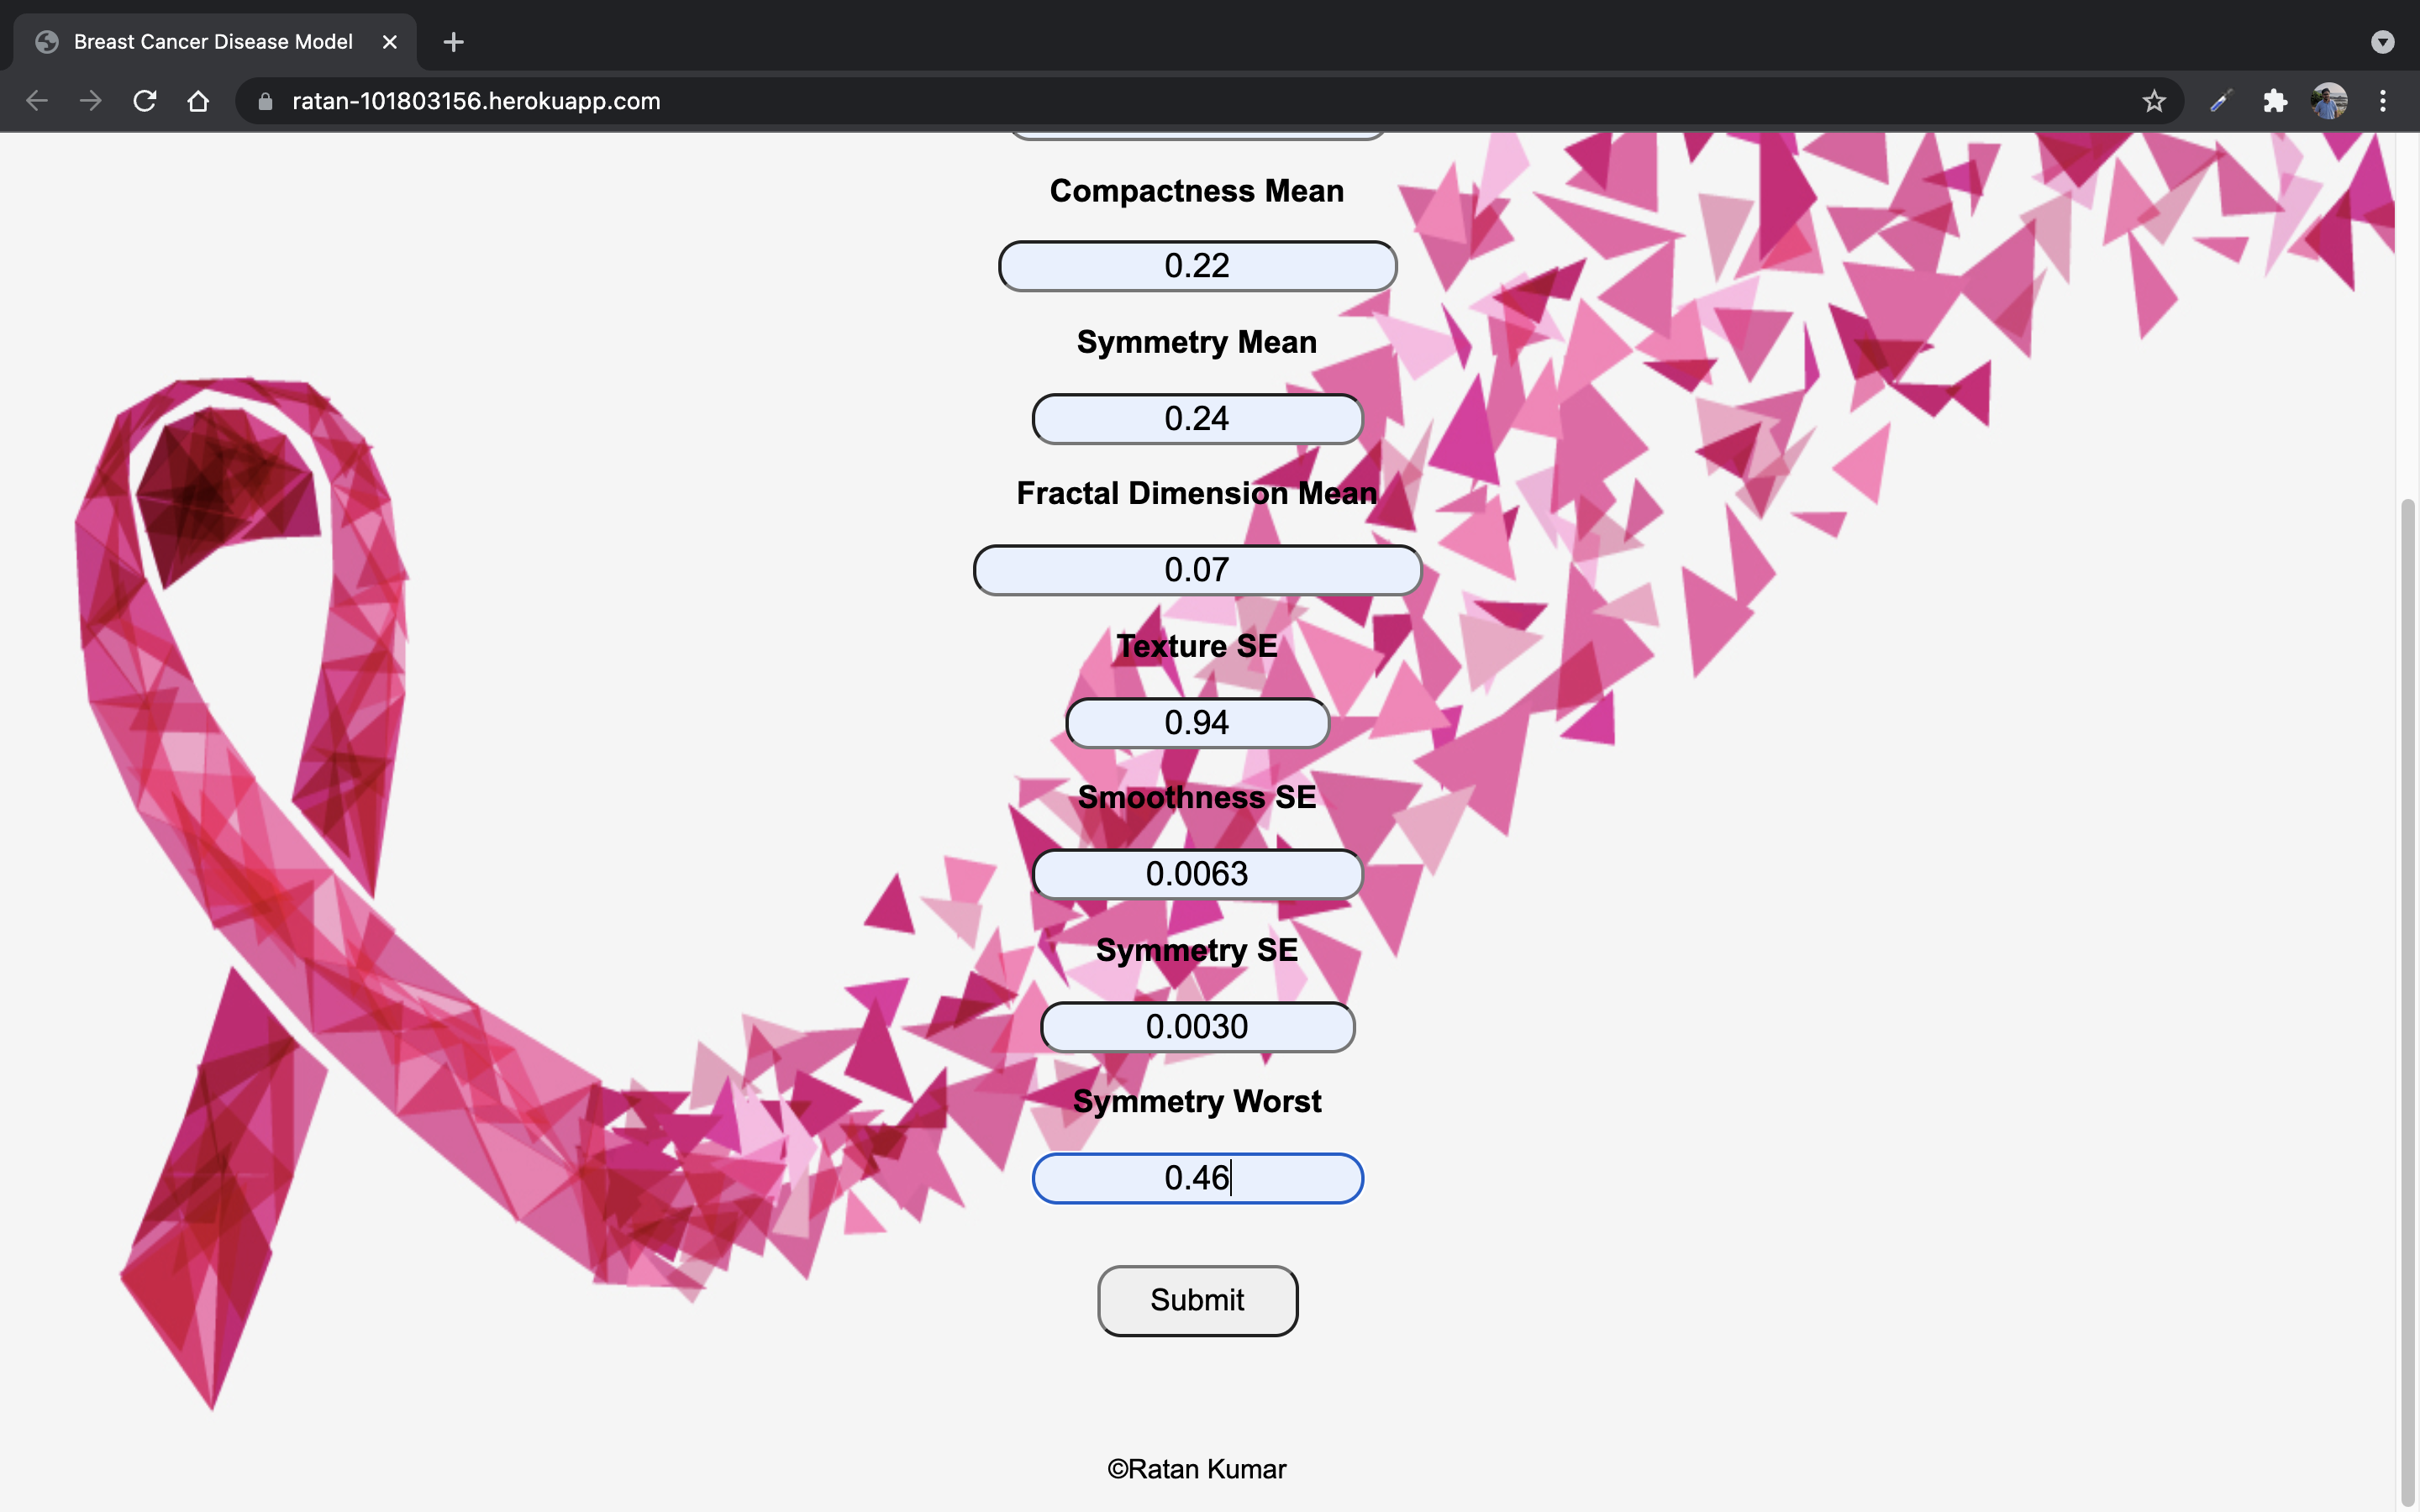 Breast Cancer Disease Model
ratan-101803156.herokuapp.com
Compactness Mean
0.22
Symmetry Mean
0.24
Fractal Dimension Mean
0.07
Texture SE
0.94
Smoothness SE
0.0063
Symmetry SE
0.0030
Symmetry Worst
0.46
Submit
©Ratan Kumar